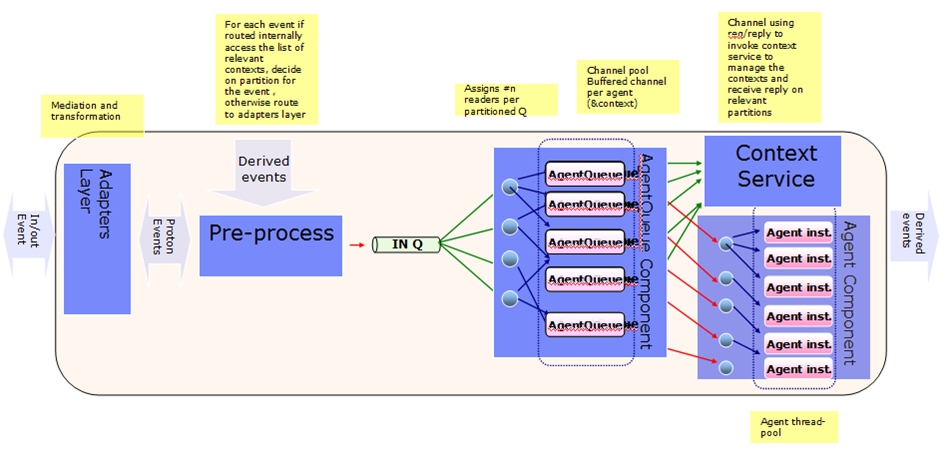 For each event if
routed internally
access the list of
relevant
contexts, decide
on partition for
the event ,
otherwise route
to adapters layer
Channel using
req/reply to
invoke context
service to
manage the
contexts and
receive reply on
relevant
partitions
Channel pool
Buffered channel
per agent
(&context)
Assigns #n
readers per
partitioned Q
Mediation and
transformation
In/out
Event
Adapters
Layer
Proton
Events
Derived
events
Pre-process
IN Q
AgentQueue
AgentQueue
AgentQueue
AgentQueue
AgentQueue
AgentQueue Component
Context
Service
Agent inst.
Agent inst.
Agent inst.
Agent inst.
Agent inst.
Agent inst.
Agent Component
Derived
events
Agent thread-
pool